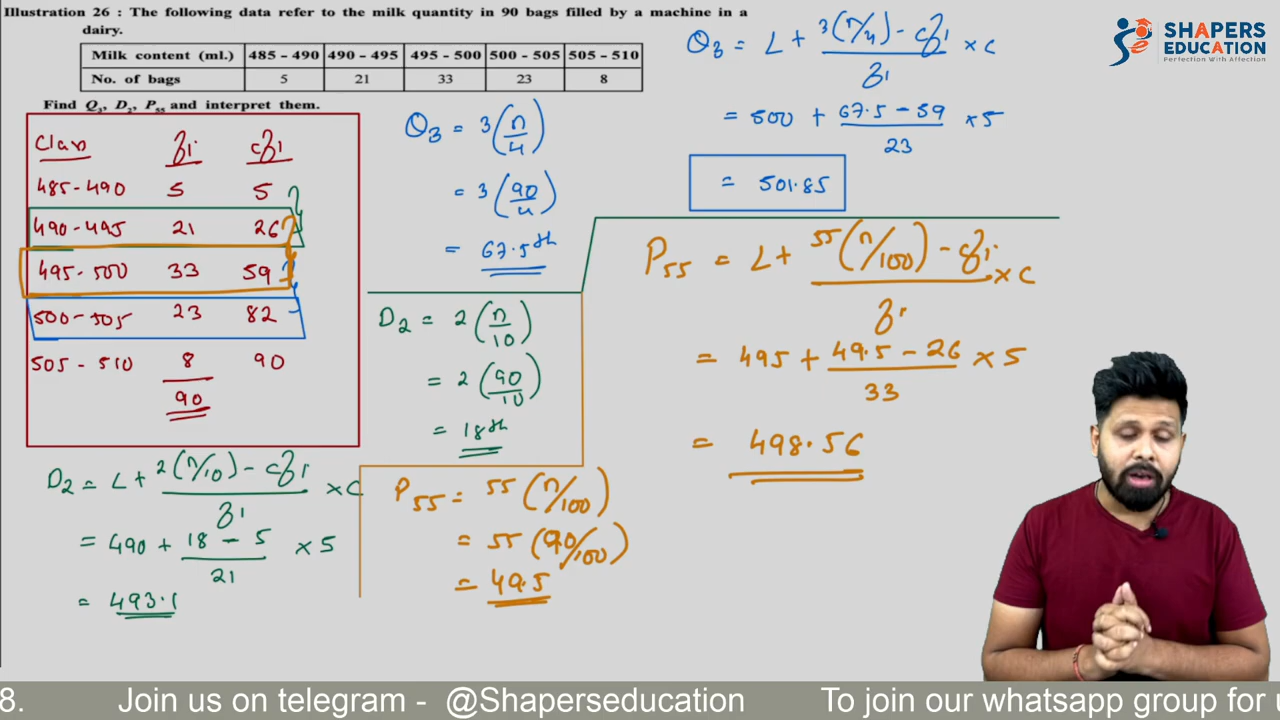 Illustration 26 : The following data refer to the milk quantity in 90 bags filled by a machine in a
dairy.
Milk content (ml.) 485 – 490 490 – 495 495 – 500 500 – 505 505 – 510
No. of bags 5 21 33 23 8
Find Q₃, D₂, P₅₅ and interpret them.
Class fi cfi
485-490 5 5
490-495 21 26
495-500 33 59
500-505 23 82
505-510 8 90
90
Q3 = 3(n/4)
= 3(90/4)
= 67.5th
Q3 = L + 3(n/4) - cfi / fi × C
= 500 + 67.5 - 59 / 23 × 5
= 501.85
D2 = 2(n/10)
= 2(90/10)
= 18th
D2 = L + 2(n/10) - cfi / fi × C
= 490 + 18 - 5 / 21 × 5
= 493.1
P55 = 55(n/100)
= 55(90/100)
= 49.5
P55 = L + 55(n/100) - cfi / fi × C
= 495 + 49.5 - 26 / 33 × 5
= 498.56
SHAPERS
EDUCATION
Perfection With Affection
8. Join us on telegram - @Shaperseducation To join our whatsapp group for u